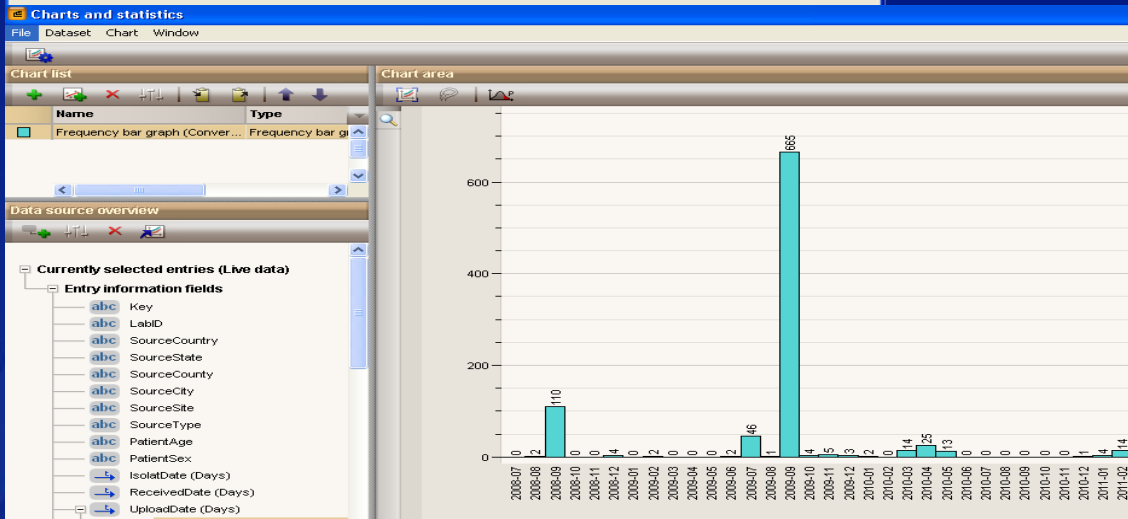 Charts and statistics
File Dataset Chart Window
Chart list
Name Type
Frequency bar graph (Conver... Frequency bar gr
Data source overview
Currently selected entries (Live data)
Entry information fields
abc Key
abc LabID
abc SourceCountry
abc SourceState
abc SourceCounty
abc SourceCity
abc SourceSite
abc SourceType
abc PatientAge
abc PatientSex
IsolatDate (Days)
ReceivedDate (Days)
UploadDate (Days)
Chart area
P
600
400
200
0
0 2 110 0 0 4 0 2 0 0 0 2 46 1 665 4 5 3 2 0 14 25 13 0 0 0 0 0 0 1 4 14
2008-07 2008-08 2008-09 2008-10 2008-11 2008-12 2009-01 2009-02 2009-03 2009-04 2009-05 2009-06 2009-07 2009-08 2009-09 2009-10 2009-11 2009-12 2010-01 2010-02 2010-03 2010-04 2010-05 2010-06 2010-07 2010-08 2010-09 2010-10 2010-11 2010-12 2011-01 2011-02